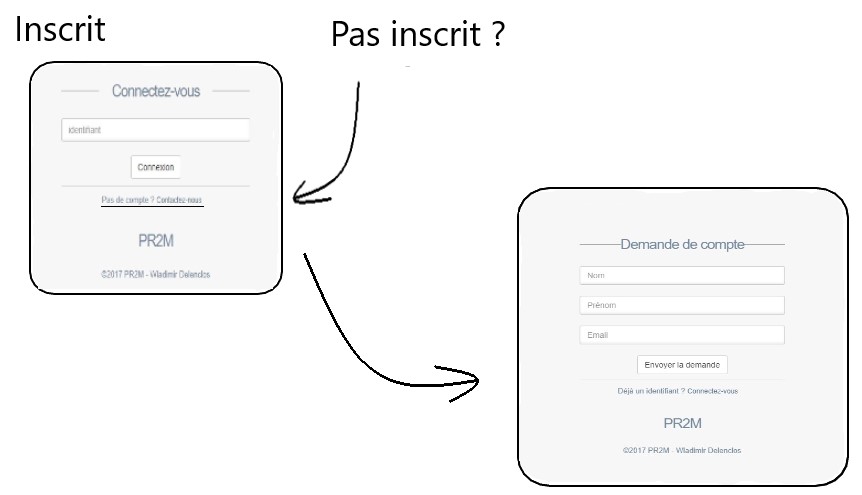 Inscrit
Pas inscrit ?
Connectez-vous
identifiant
Connexion
Pas de compte ? Contactez-nous
PR2M
©2017 PR2M - Wladimir Delenclos
Demande de compte
Nom
Prénom
Email
Envoyer la demande
Déjà un identifiant ? Connectez-vous
PR2M
©2017 PR2M - Wladimir Delenclos